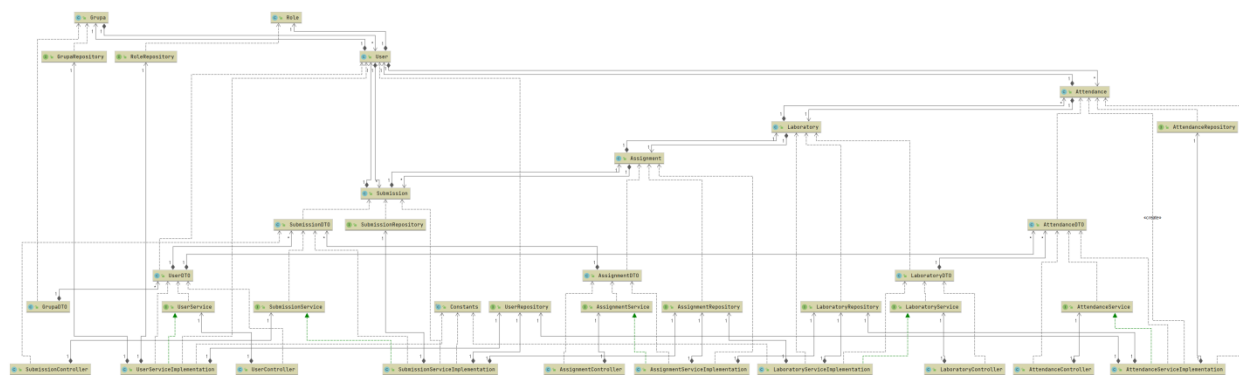 Grupa
Role
GrupaRepository
RoleRepository
User
Attendance
Laboratory
AttendanceRepository
Assignment
Submission
SubmissionDTO
SubmissionRepository
«create»
AttendanceDTO
UserDTO
AssignmentDTO
LaboratoryDTO
GrupaDTO
UserService
SubmissionService
Constants
UserRepository
AssignmentService
AssignmentRepository
LaboratoryRepository
LaboratoryService
AttendanceService
SubmissionController
UserServiceImplementation
UserController
SubmissionServiceImplementation
AssignmentController
AssignmentServiceImplementation
LaboratoryServiceImplementation
LaboratoryController
AttendanceController
AttendanceServiceImplementation